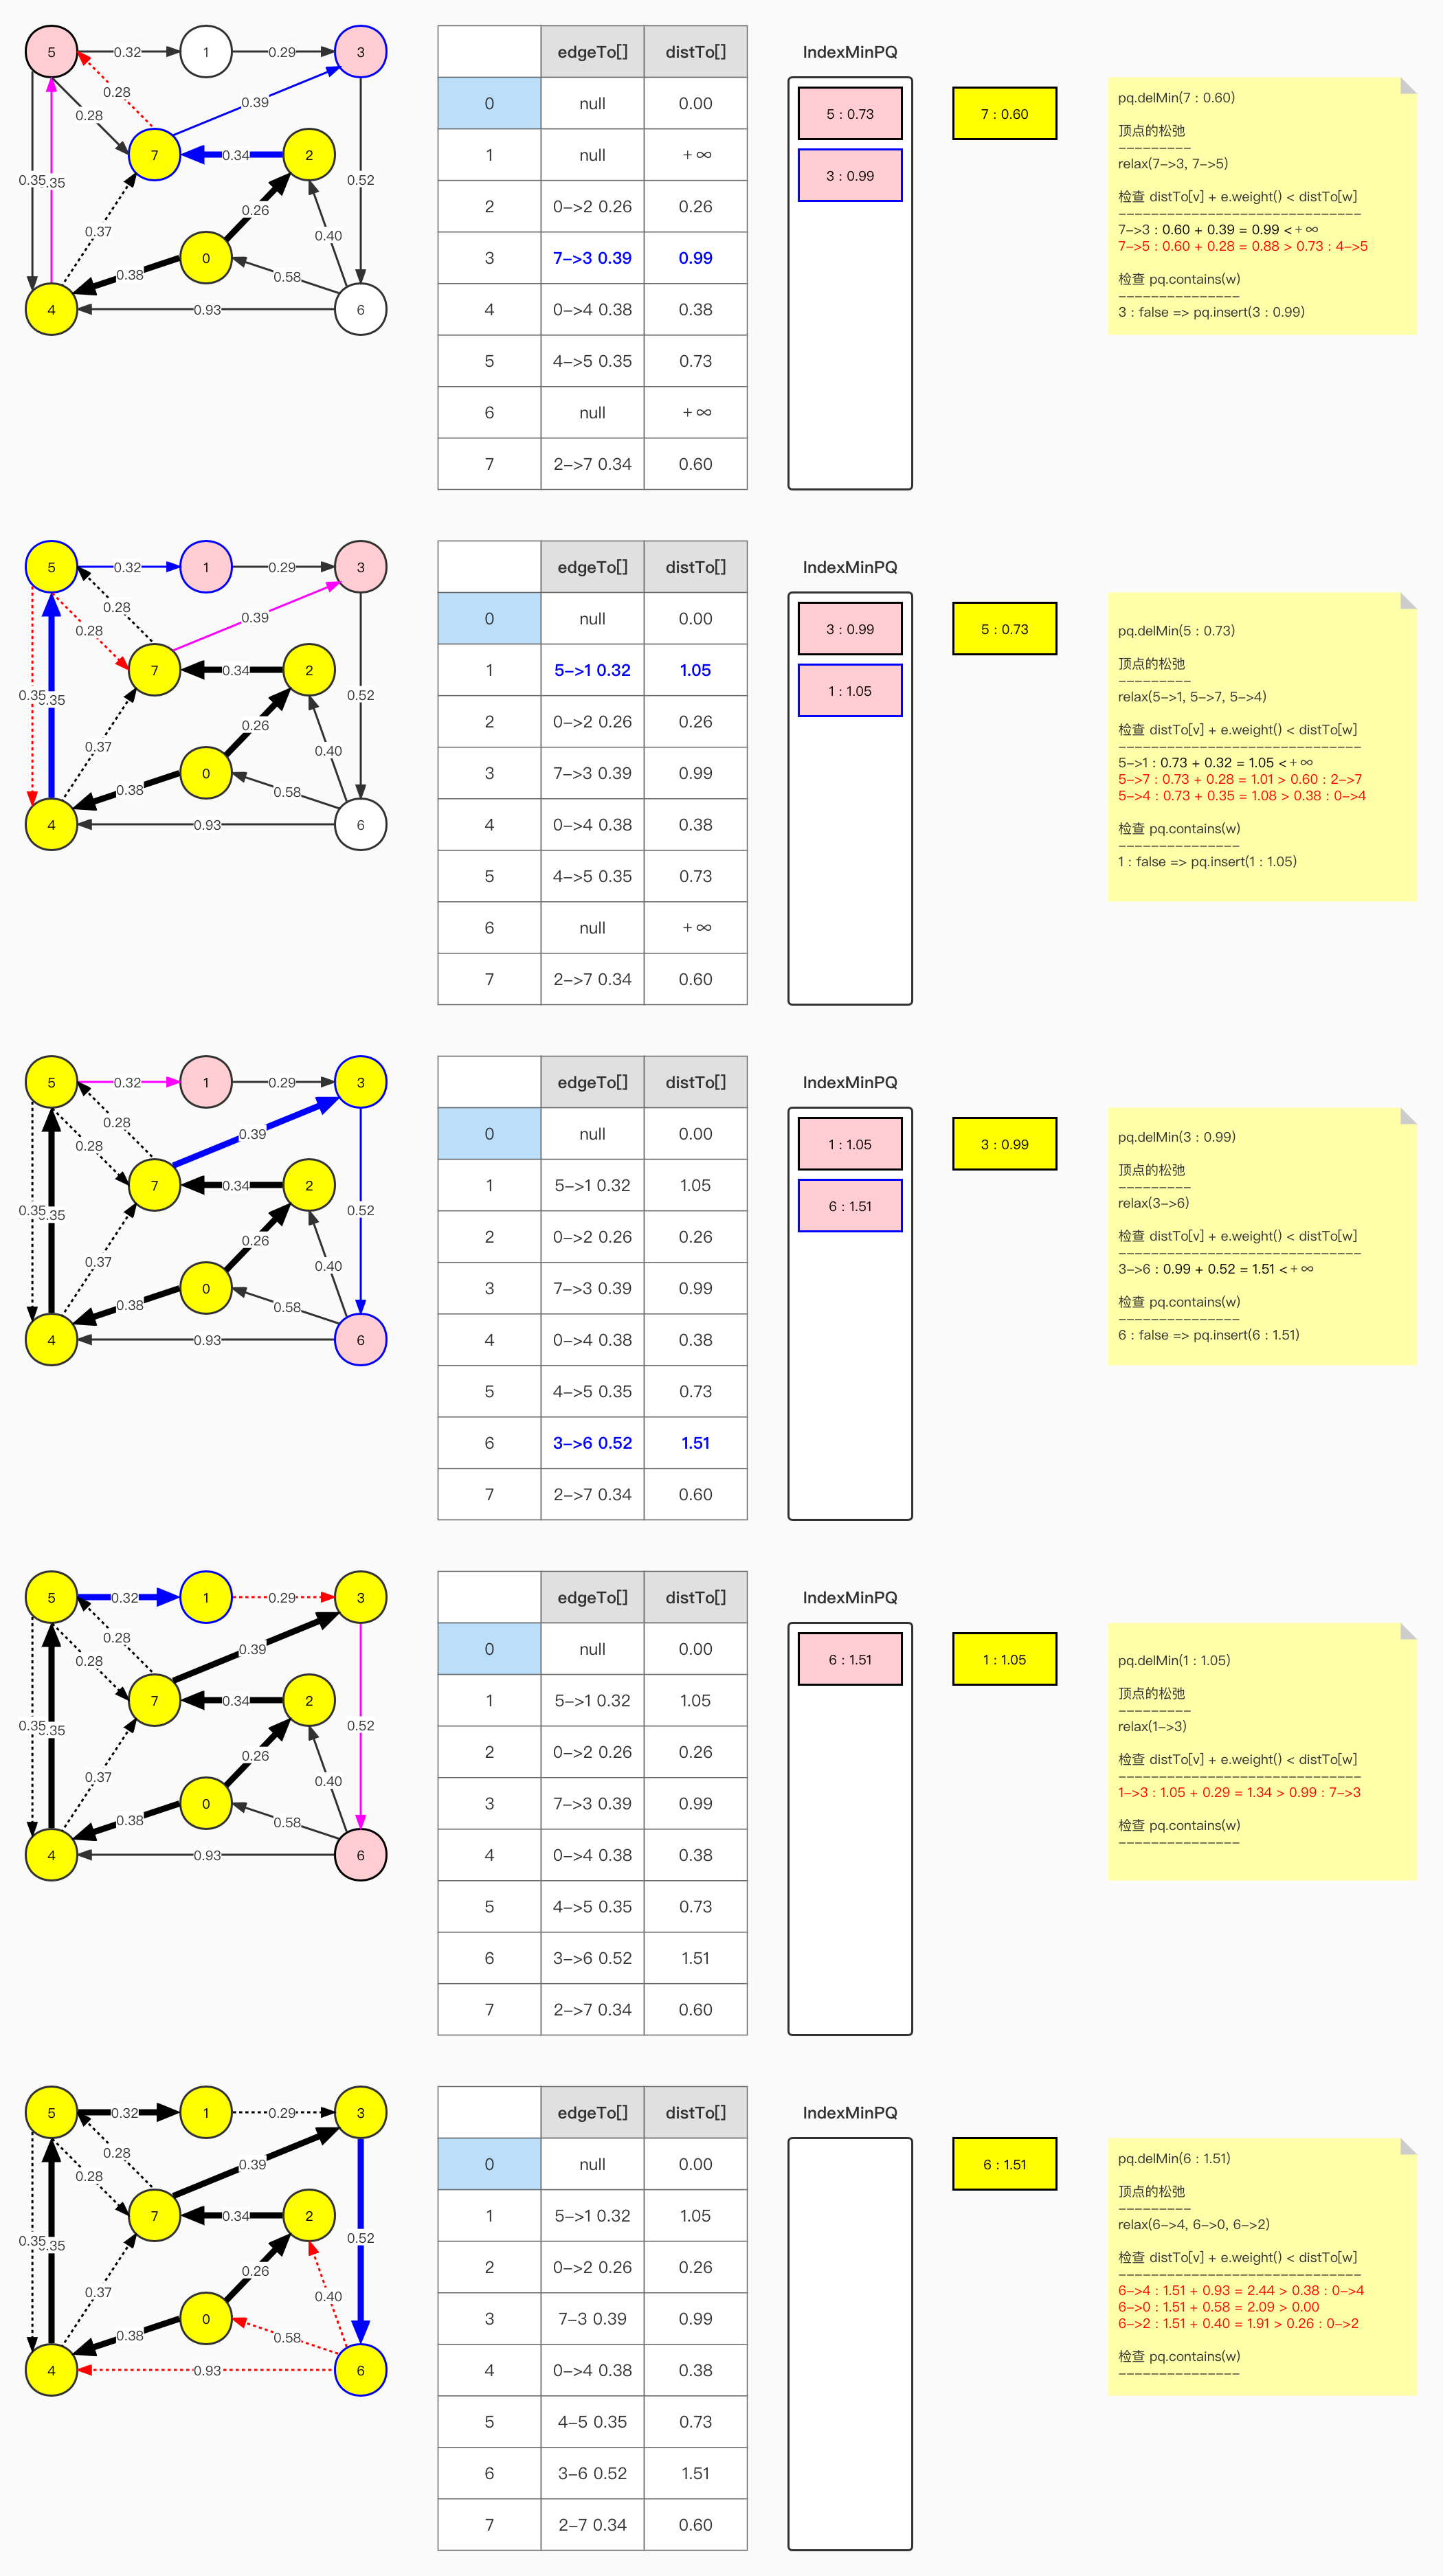 5
0.32
1
0.29
3
0.28
0.39
0.28
7
0.34
2
0.35
0.35
0.52
0.26
0.37
0.40
0
0.38
0.58
4
0.93
6
edgeTo[] distTo[]
0 null 0.00
1 null +∞
2 0->2 0.26 0.26
3 7->3 0.39 0.99
4 0->4 0.38 0.38
5 4->5 0.35 0.73
6 null +∞
7 2->7 0.34 0.60
IndexMinPQ
5 : 0.73
3 : 0.99
7 : 0.60
pq.delMin(7 : 0.60)
顶点的松弛
---------
relax(7->3, 7->5)
检查 distTo[v] + e.weight() < distTo[w]
------------------------------
7->3 : 0.60 + 0.39 = 0.99 < +∞
7->5 : 0.60 + 0.28 = 0.88 > 0.73 : 4->5
检查 pq.contains(w)
---------------
3 : false => pq.insert(3 : 0.99)
5
0.32
1
0.29
3
0.28
0.39
0.28
7
0.34
2
0.35
0.35
0.52
0.26
0.37
0.40
0
0.38
0.58
4
0.93
6
edgeTo[] distTo[]
0 null 0.00
1 5->1 0.32 1.05
2 0->2 0.26 0.26
3 7->3 0.39 0.99
4 0->4 0.38 0.38
5 4->5 0.35 0.73
6 null +∞
7 2->7 0.34 0.60
IndexMinPQ
3 : 0.99
1 : 1.05
5 : 0.73
pq.delMin(5 : 0.73)
顶点的松弛
---------
relax(5->1, 5->7, 5->4)
检查 distTo[v] + e.weight() < distTo[w]
------------------------------
5->1 : 0.73 + 0.32 = 1.05 < +∞
5->7 : 0.73 + 0.28 = 1.01 > 0.60 : 2->7
5->4 : 0.73 + 0.35 = 1.08 > 0.38 : 0->4
检查 pq.contains(w)
---------------
1 : false => pq.insert(1 : 1.05)
5
0.32
1
0.29
3
0.28
0.39
0.28
7
0.34
2
0.35
0.35
0.52
0.26
0.37
0.40
0
0.38
0.58
4
0.93
6
edgeTo[] distTo[]
0 null 0.00
1 5->1 0.32 1.05
2 0->2 0.26 0.26
3 7->3 0.39 0.99
4 0->4 0.38 0.38
5 4->5 0.35 0.73
6 3->6 0.52 1.51
7 2->7 0.34 0.60
IndexMinPQ
1 : 1.05
6 : 1.51
3 : 0.99
pq.delMin(3 : 0.99)
顶点的松弛
---------
relax(3->6)
检查 distTo[v] + e.weight() < distTo[w]
------------------------------
3->6 : 0.99 + 0.52 = 1.51 < +∞
检查 pq.contains(w)
---------------
6 : false => pq.insert(6 : 1.51)
5
0.32
1
0.29
3
0.28
0.39
0.28
7
0.34
2
0.35
0.35
0.52
0.26
0.37
0.40
0
0.38
0.58
4
0.93
6
edgeTo[] distTo[]
0 null 0.00
1 5->1 0.32 1.05
2 0->2 0.26 0.26
3 7->3 0.39 0.99
4 0->4 0.38 0.38
5 4->5 0.35 0.73
6 3->6 0.52 1.51
7 2->7 0.34 0.60
IndexMinPQ
6 : 1.51
1 : 1.05
pq.delMin(1 : 1.05)
顶点的松弛
---------
relax(1->3)
检查 distTo[v] + e.weight() < distTo[w]
------------------------------
1->3 : 1.05 + 0.29 = 1.34 > 0.99 : 7->3
检查 pq.contains(w)
---------------
5
0.32
1
0.29
3
0.28
0.39
0.28
7
0.34
2
0.35
0.35
0.52
0.26
0.37
0.40
0
0.38
0.58
4
0.93
6
edgeTo[] distTo[]
0 null 0.00
1 5->1 0.32 1.05
2 0->2 0.26 0.26
3 7-3 0.39 0.99
4 0->4 0.38 0.38
5 4-5 0.35 0.73
6 3-6 0.52 1.51
7 2-7 0.34 0.60
IndexMinPQ
6 : 1.51
pq.delMin(6 : 1.51)
顶点的松弛
---------
relax(6->4, 6->0, 6->2)
检查 distTo[v] + e.weight() < distTo[w]
------------------------------
6->4 : 1.51 + 0.93 = 2.44 > 0.38 : 0->4
6->0 : 1.51 + 0.58 = 2.09 > 0.00
6->2 : 1.51 + 0.40 = 1.91 > 0.26 : 0->2
检查 pq.contains(w)
---------------